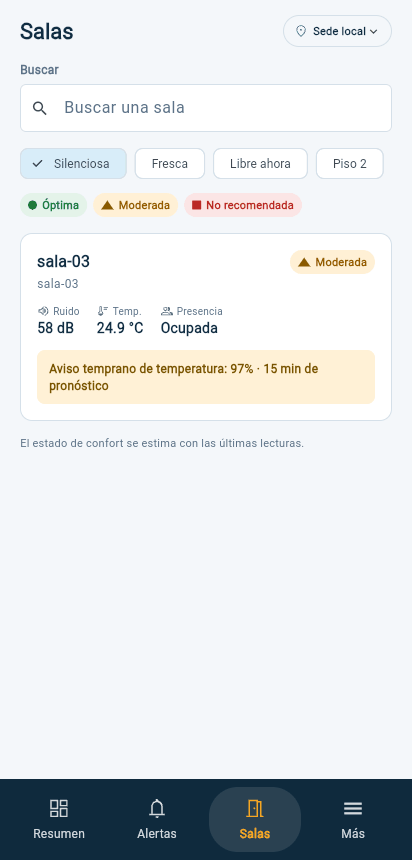 Salas
Sede local
Buscar
Buscar una sala
Silenciosa
Fresca
Libre ahora
Piso 2
Óptima
Moderada
No recomendada
sala-03
Moderada
sala-03
Ruido
Temp.
Presencia
58 dB
24.9 °C
Ocupada
Aviso temprano de temperatura: 97% · 15 min de
pronóstico
El estado de confort se estima con las últimas lecturas.
Resumen
Alertas
Salas
Más